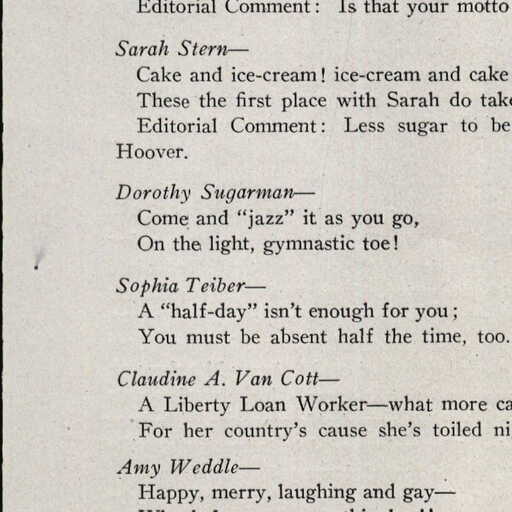 Editorial Comment: Is that your motto
Sarah Stern—
Cake and ice-cream! ice-cream and cake
These the first place with Sarah do take
Editorial Comment: Less sugar to be
Hoover.
Dorothy Sugarman—
Come and "jazz" it as you go,
On the light, gymnastic toe!
Sophia Teiber—
A "half-day" isn't enough for you;
You must be absent half the time, too.
Claudine A. Van Cott—
A Liberty Loan Worker—what more ca
For her country's cause she's toiled ni
Amy Weddle—
Happy, merry, laughing and gay—